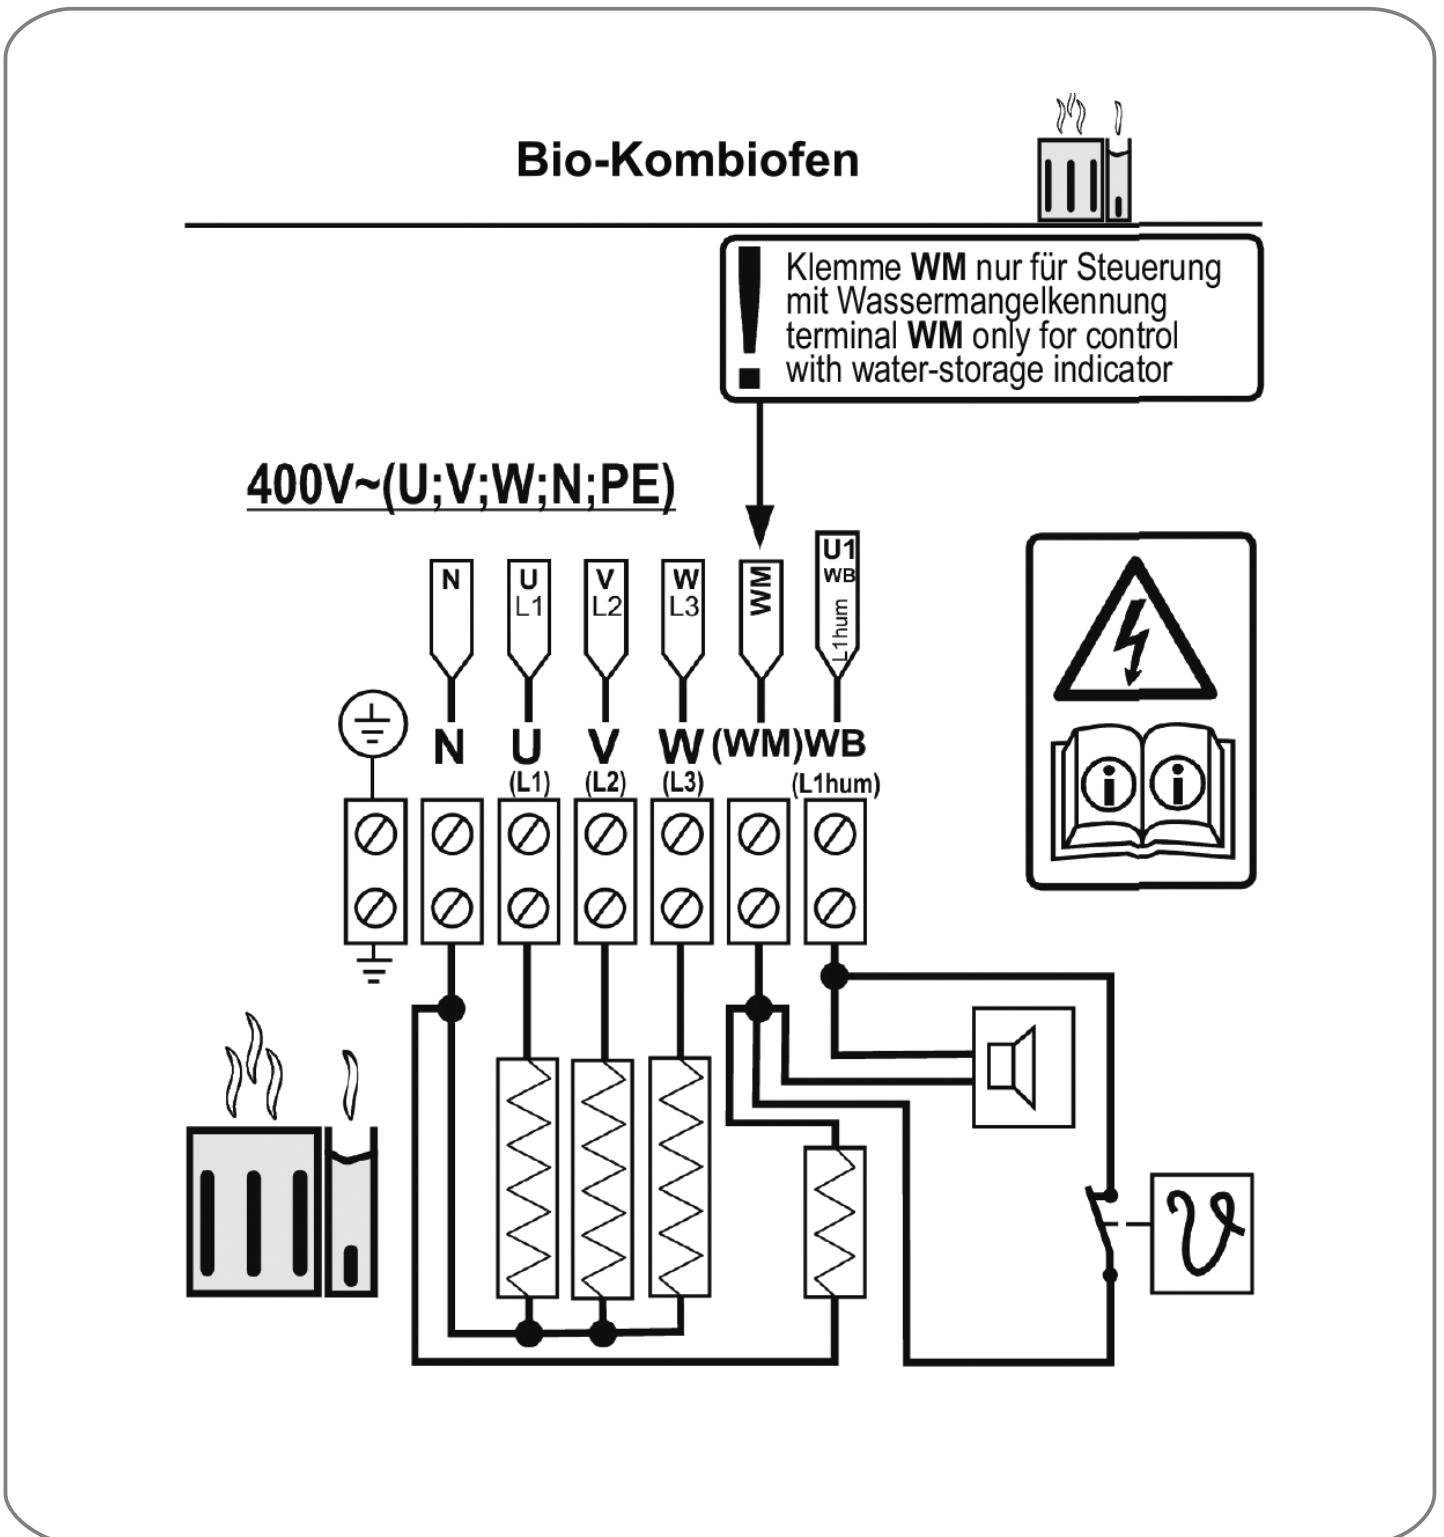 Bio-Kombiofen
Klemme WM nur für Steuerung
mit Wassermangelkennung
terminal WM only for control
with water-storage indicator
!
400V~(U;V;W;N;PE)
N
U
L1
V
L2
W
L3
WM
U1
WB
L1hum
N U V W (WM) WB
(L1) (L2) (L3) (L1hum)
i i
ϑ